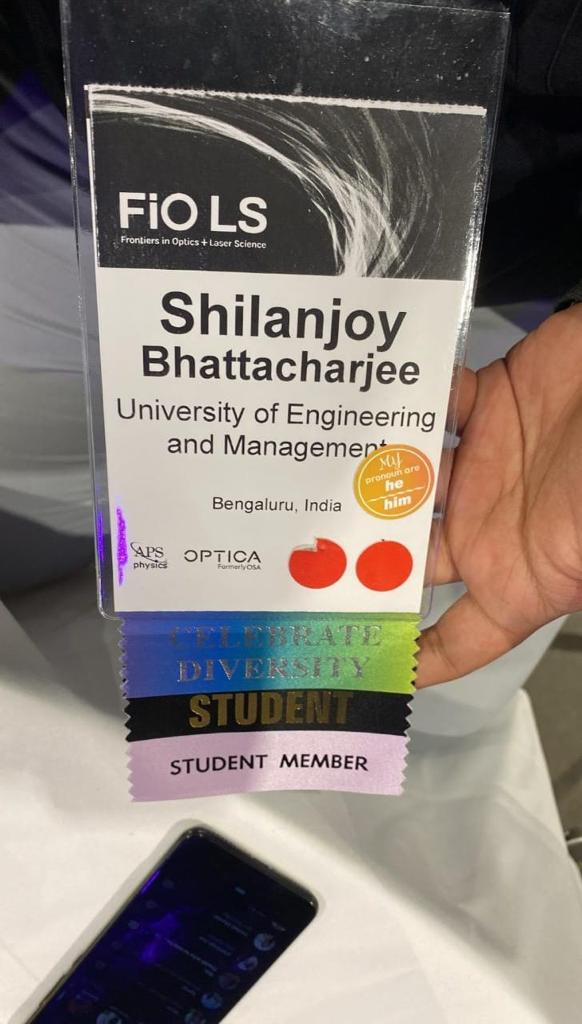 FiO LS
Frontiers in Optics + Laser Science
Shilanjoy
Bhattacharjee
University of Engineering
and Management
My
pronoun are
he
him
Bengaluru, India
APS
physics
OPTICA
Formerly OSA
CELEBRATE
DIVERSITY
STUDENT
STUDENT MEMBER